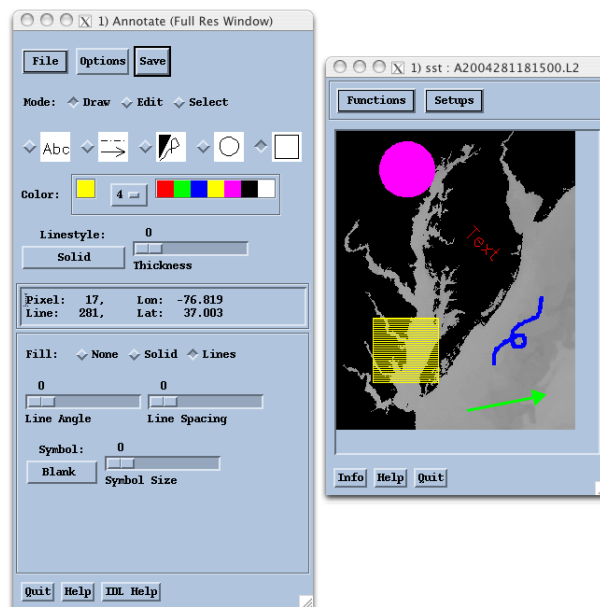 1) Annotate (Full Res Window)
File Options Save
Mode: Draw Edit Select
Abc
Color: 4
Linestyle: 0
Solid
Thickness
Pixel: 17, Lon: -76.819
Line: 281, Lat: 37.003
Fill: None Solid Lines
0 0
Line Angle Line Spacing
Symbol: 0
Blank
Symbol Size
Quit Help IDL Help
1) sst : A2004281181500.L2
Functions Setups
Text
Info Help Quit